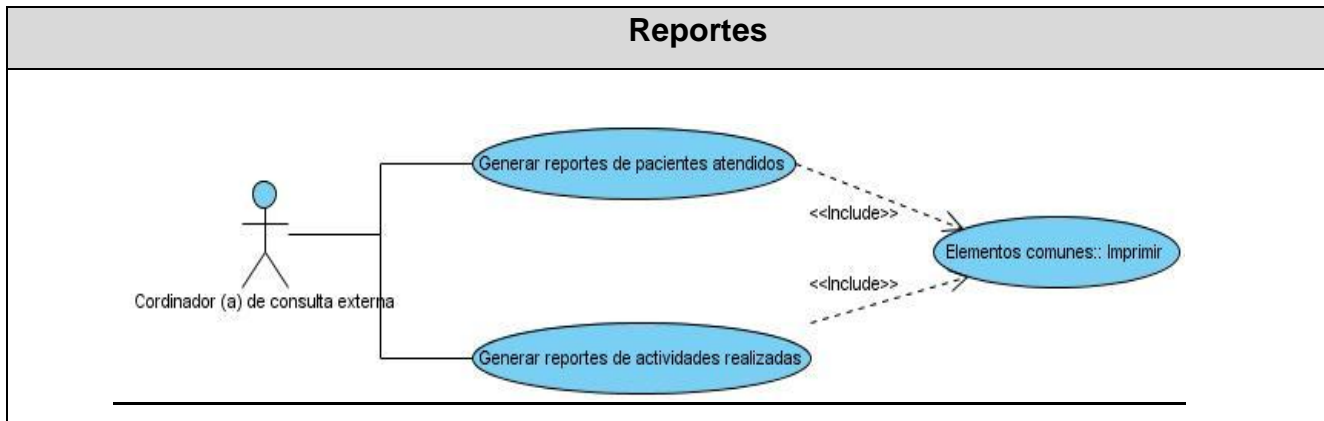 Reportes
Generar reportes de pacientes atendidos
<<Include>>
Elementos comunes:: Imprimir
<<Include>>
Cordinador (a) de consulta externa
Generar reportes de actividades realizadas